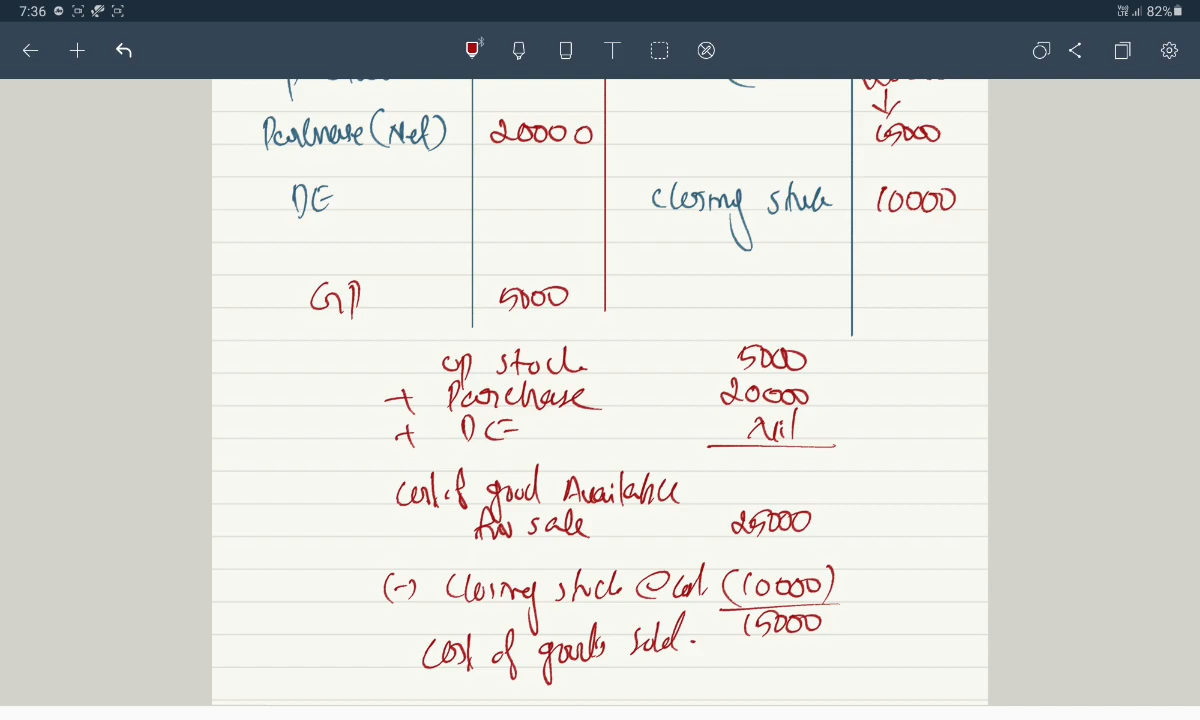 7:36 82%
Purchase (Net) 20000 15000
DE Closing stock 10000
GP 5000
op stock 5000
+ Purchase 20000
+ DE Nil
cost of good Available
for sale 25000
(-) Closing stock @ cost (10000)
15000
cost of goods sold.